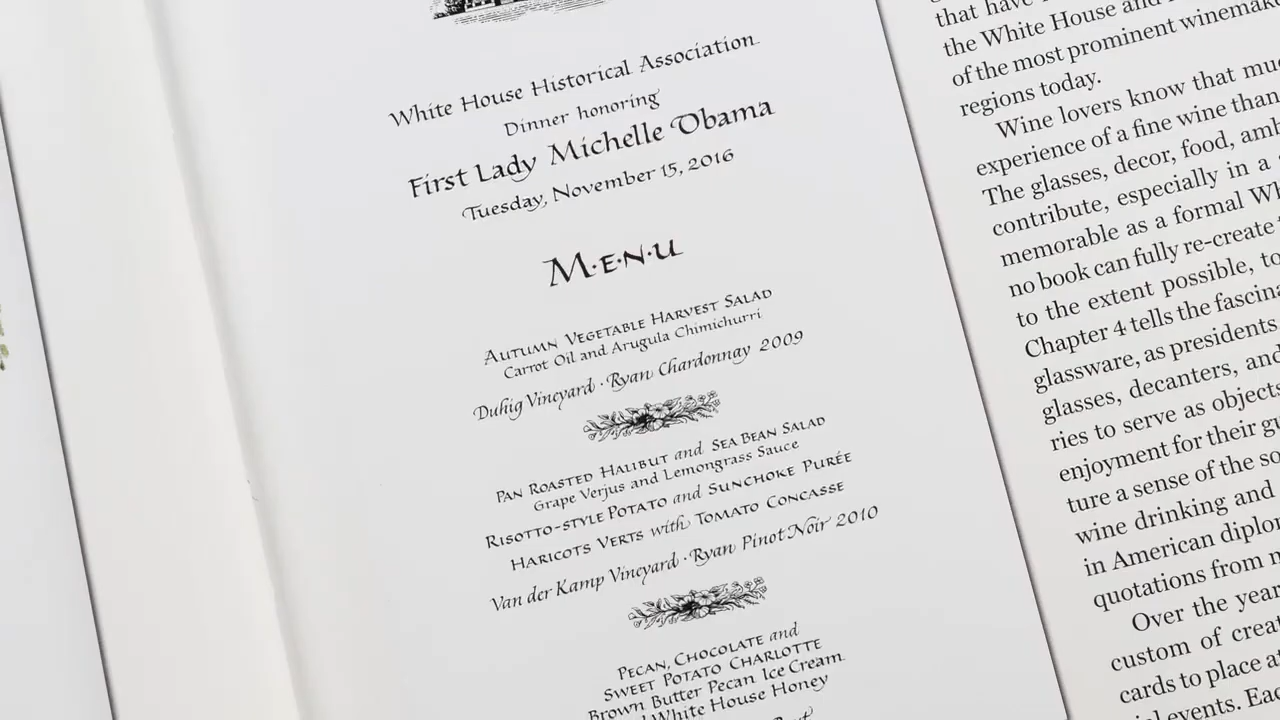 White House Historical Association
Dinner honoring
First Lady Michelle Obama
Tuesday, November 15, 2016
M·E·N·U
Autumn Vegetable Harvest Salad
Carrot Oil and Arugula Chimichurri
Duhig Vineyard · Ryan Chardonnay 2009
Pan Roasted Halibut and Sea Bean Salad
Grape Verjus and Lemongrass Sauce
Risotto-style Potato and Sunchoke Purée
Haricots Verts with Tomato Concasse
Van der Kamp Vineyard · Ryan Pinot Noir 2010
Pecan, Chocolate and
Sweet Potato Charlotte
Brown Butter Pecan Ice Cream
White House Honey
that have
the White House and
of the most prominent winemake
regions today.
Wine lovers know that muc
experience of a fine wine than
The glasses, decor, food, amb
contribute, especially in a
memorable as a formal Wh
no book can fully re-create
to the extent possible, to
Chapter 4 tells the fascina
glassware, as presidents
glasses, decanters, and
ries to serve as objects
enjoyment for their gu
ture a sense of the so
wine drinking and
in American diplo
quotations from
Over the year
custom of creat
cards to place at
events. Eac